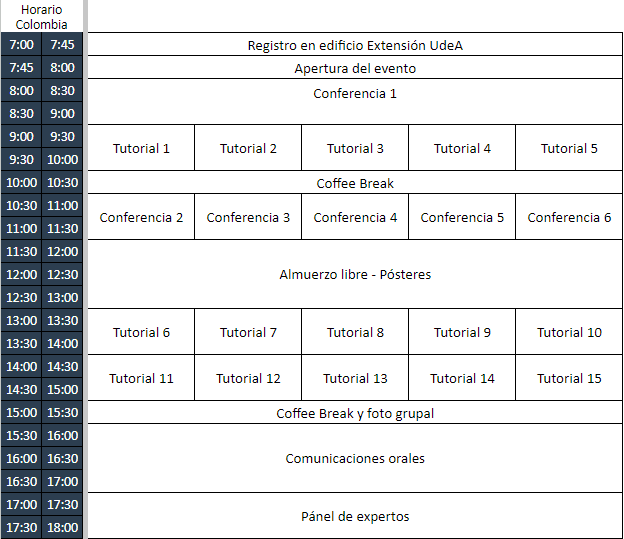 Horario
Colombia
7:00 7:45 Registro en edificio Extensión UdeA
7:45 8:00 Apertura del evento
8:00 8:30 Conferencia 1
8:30 9:00
9:00 9:30 Tutorial 1 Tutorial 2 Tutorial 3 Tutorial 4 Tutorial 5
9:30 10:00
10:00 10:30 Coffee Break
10:30 11:00 Conferencia 2 Conferencia 3 Conferencia 4 Conferencia 5 Conferencia 6
11:00 11:30
11:30 12:00
12:00 12:30 Almuerzo libre - Pósteres
12:30 13:00
13:00 13:30 Tutorial 6 Tutorial 7 Tutorial 8 Tutorial 9 Tutorial 10
13:30 14:00
14:00 14:30 Tutorial 11 Tutorial 12 Tutorial 13 Tutorial 14 Tutorial 15
14:30 15:00
15:00 15:30 Coffee Break y foto grupal
15:30 16:00
16:00 16:30 Comunicaciones orales
16:30 17:00
17:00 17:30 Pánel de expertos
17:30 18:00